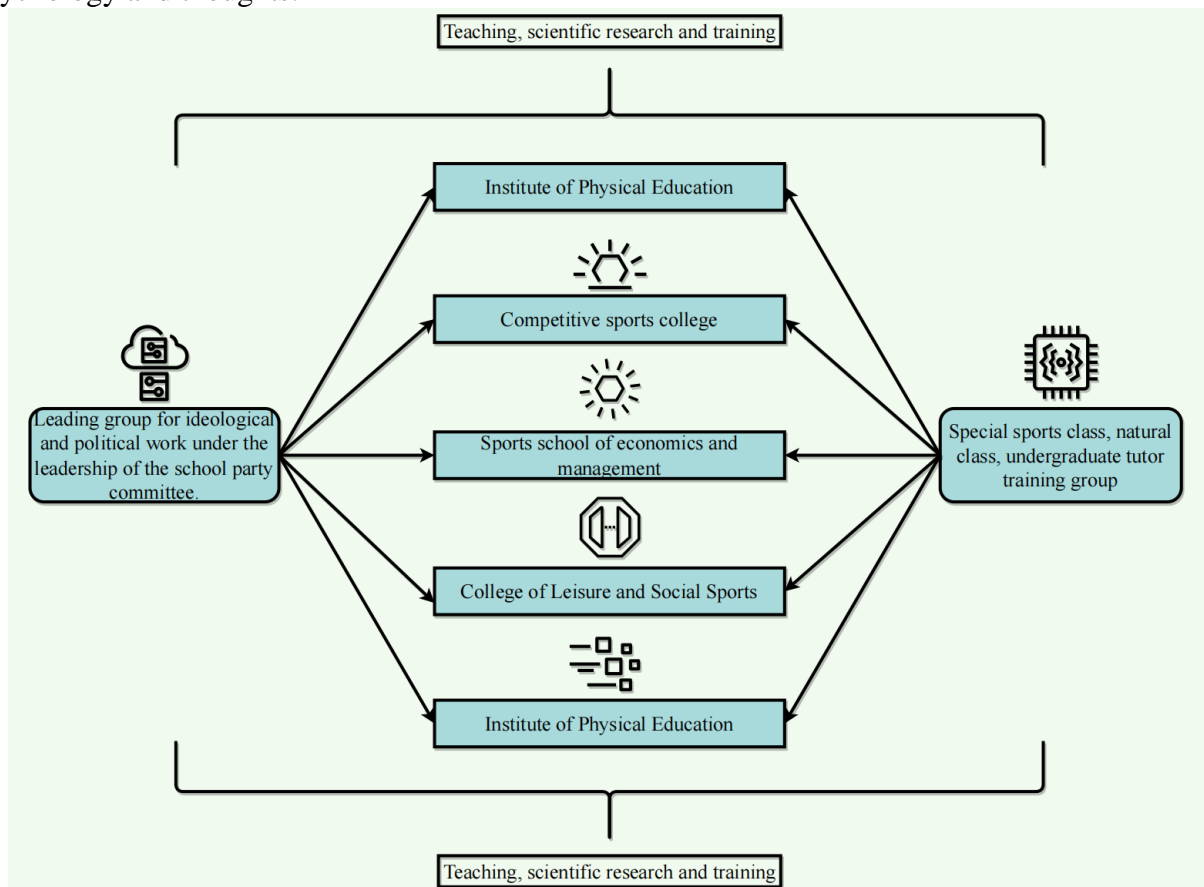 Teaching, scientific research and training
Institute of Physical Education
Competitive sports college
Leading group for ideological
and political work under the
leadership of the school party
committee.
Sports school of economics and
management
Special sports class, natural
class, undergraduate tutor
training group
College of Leisure and Social Sports
Institute of Physical Education
Teaching, scientific research and training